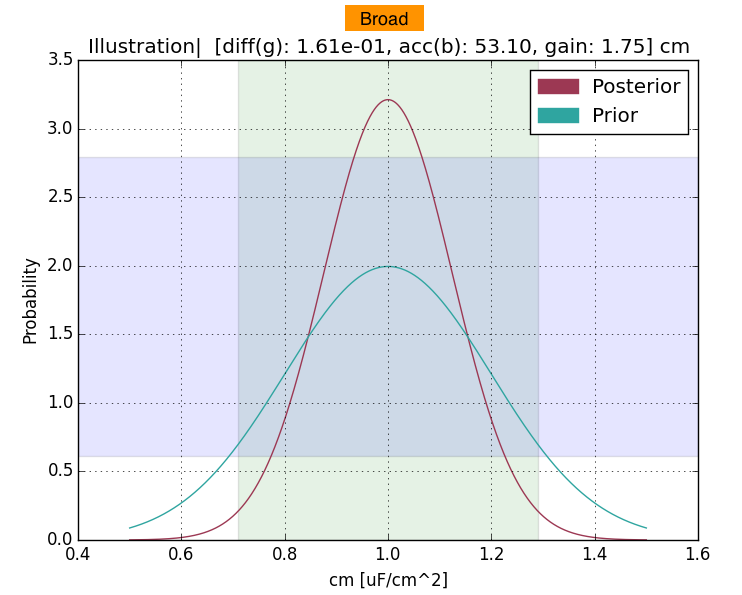 Broad
Illustration|  [diff(g): 1.61e-01, acc(b): 53.10, gain: 1.75] cm
Posterior
Prior
3.5
3.0
2.5
2.0
1.5
1.0
0.5
0.0
Probability
0.4 0.6 0.8 1.0 1.2 1.4 1.6
cm [uF/cm^2]